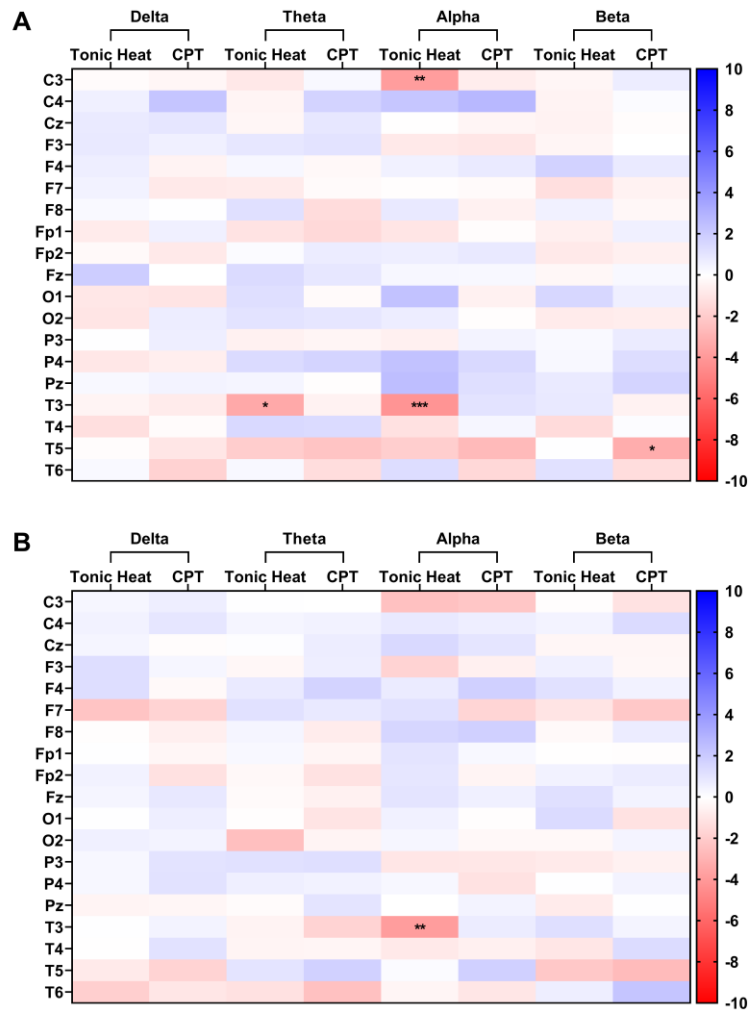 A
Delta Theta Alpha Beta
Tonic Heat CPT Tonic Heat CPT Tonic Heat CPT Tonic Heat CPT
C3 **
C4
Cz
F3
F4
F7
F8
Fp1
Fp2
Fz
O1
O2
P3
P4
Pz
T3 * ***
T4
T5 *
T6
10
8
6
4
2
0
-2
-4
-6
-8
-10
B
Delta Theta Alpha Beta
Tonic Heat CPT Tonic Heat CPT Tonic Heat CPT Tonic Heat CPT
C3
C4
Cz
F3
F4
F7
F8
Fp1
Fp2
Fz
O1
O2
P3
P4
Pz
T3 **
T4
T5
T6
10
8
6
4
2
0
-2
-4
-6
-8
-10